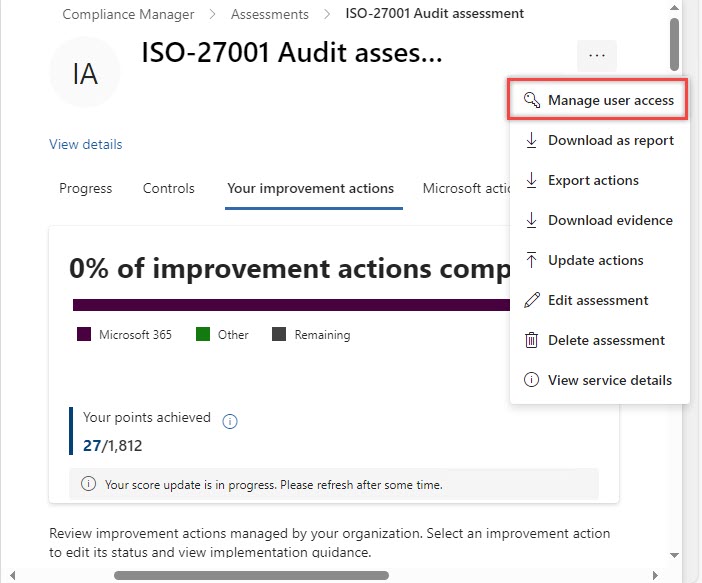 Compliance Manager > Assessments > ISO-27001 Audit assessment
IA
ISO-27001 Audit asses...
...
View details
Progress
Controls
Your improvement actions
Microsoft actio
0% of improvement actions comp
Microsoft 365
Other
Remaining
Your points achieved
27/1,812
Your score update is in progress. Please refresh after some time.
Review improvement actions managed by your organization. Select an improvement action
to edit its status and view implementation guidance.
Manage user access
Download as report
Export actions
Download evidence
Update actions
Edit assessment
Delete assessment
View service details